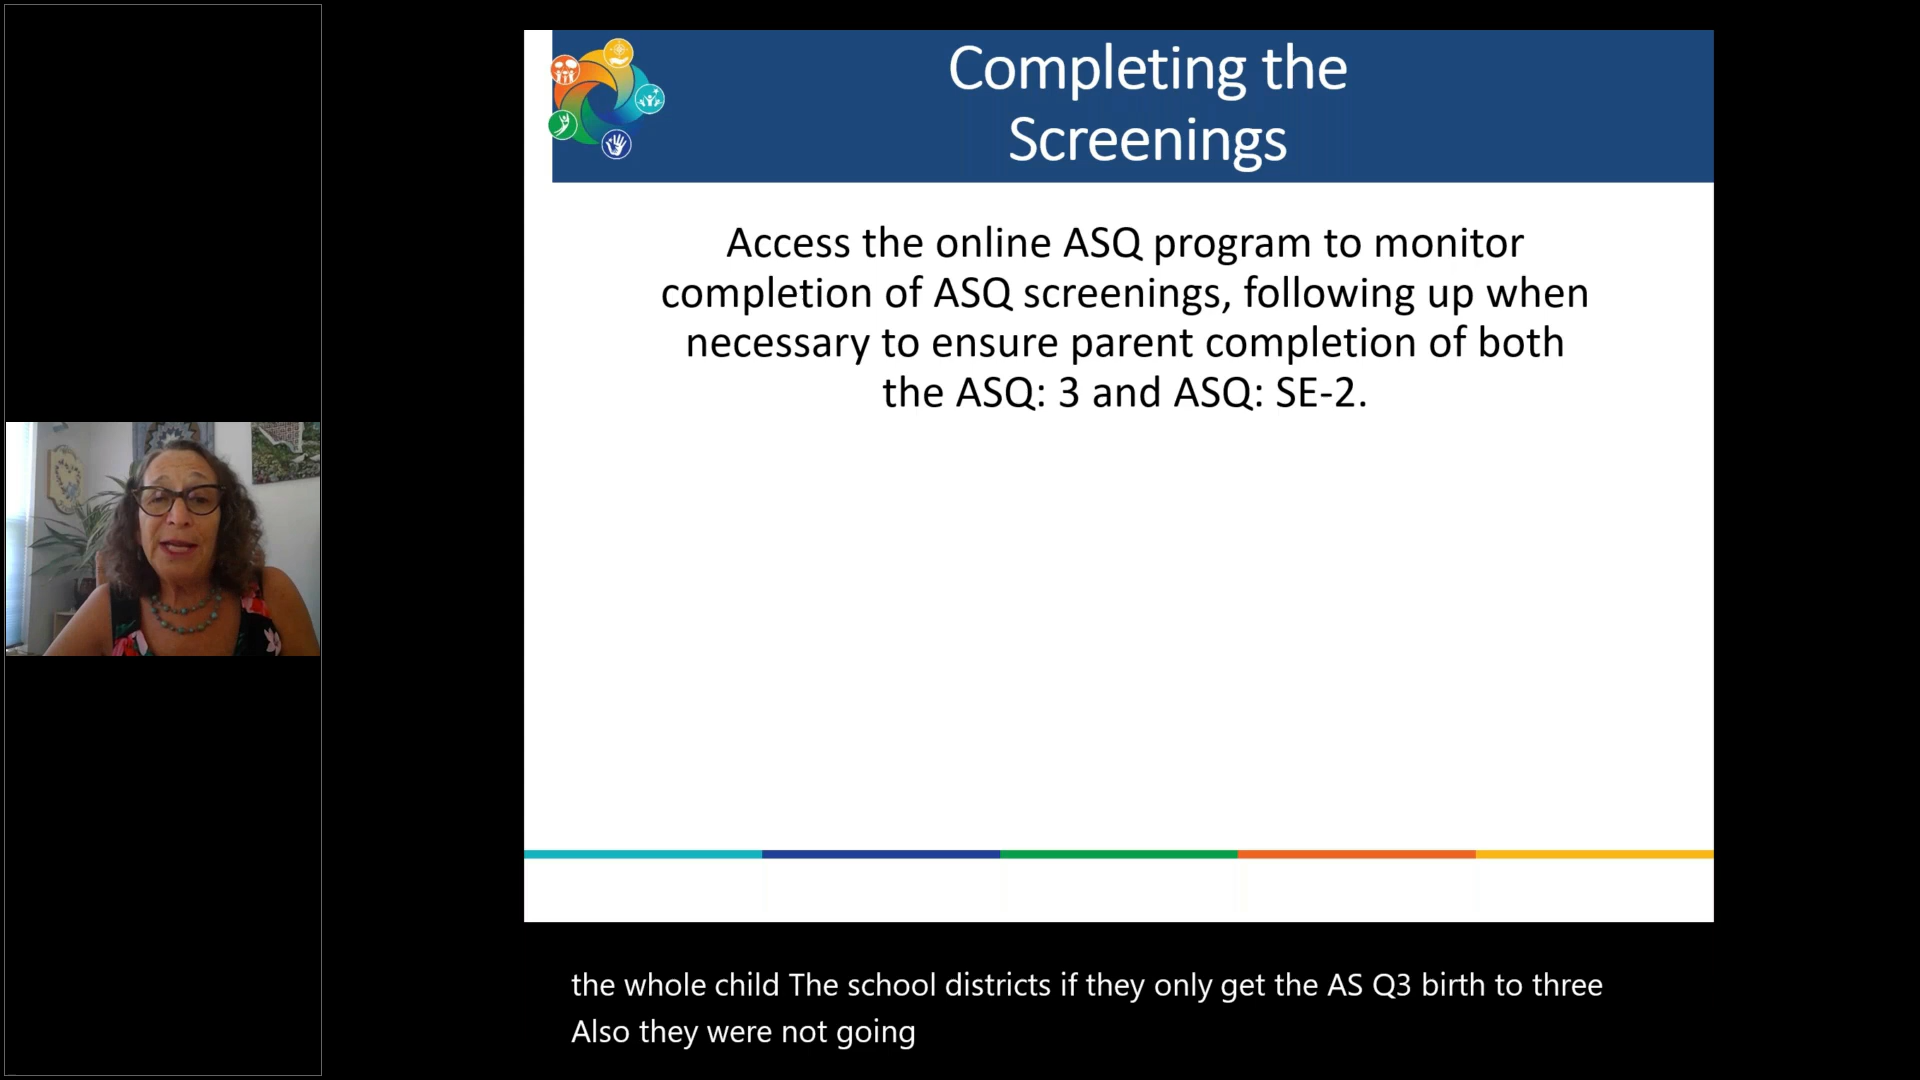 Completing the
Screenings
Access the online ASQ program to monitor
completion of ASQ screenings, following up when
necessary to ensure parent completion of both
the ASQ: 3 and ASQ: SE-2.
the whole child The school districts if they only get the AS Q3 birth to three
Also they were not going